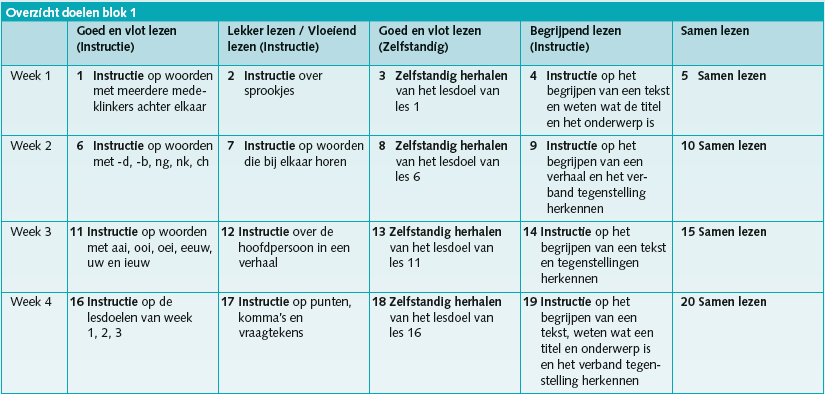 Overzicht doelen blok 1
Goed en vlot lezen
(Instructie)
Lekker lezen / Vloeiend
lezen (Instructie)
Goed en vlot lezen
(Zelfstandig)
Begrijpend lezen
(Instructie)
Samen lezen
Week 1
1 Instructie op woorden
met meerdere mede-
klinkers achter elkaar
2 Instructie over
sprookjes
3 Zelfstandig herhalen
van het lesdoel van
les 1
4 Instructie op het
begrijpen van een tekst
en weten wat de titel
en het onderwerp is
5 Samen lezen
Week 2
6 Instructie op woorden
met -d, -b, ng, nk, ch
7 Instructie op woorden
die bij elkaar horen
8 Zelfstandig herhalen
van het lesdoel van
les 6
9 Instructie op het
begrijpen van een
verhaal en het ver-
band tegenstelling
herkennen
10 Samen lezen
Week 3
11 Instructie op woorden
met aai, ooi, oei, eeuw,
uw en ieuw
12 Instructie over de
hoofdpersoon in een
verhaal
13 Zelfstandig herhalen
van het lesdoel van
les 11
14 Instructie op het
begrijpen van een tekst
en tegenstellingen
herkennen
15 Samen lezen
Week 4
16 Instructie op de
lesdoelen van week
1, 2, 3
17 Instructie op punten,
komma's en
vraagtekens
18 Zelfstandig herhalen
van het lesdoel van
les 16
19 Instructie op het
begrijpen van een
tekst, weten wat een
titel en onderwerp is
en het verband tegen-
stelling herkennen
20 Samen lezen